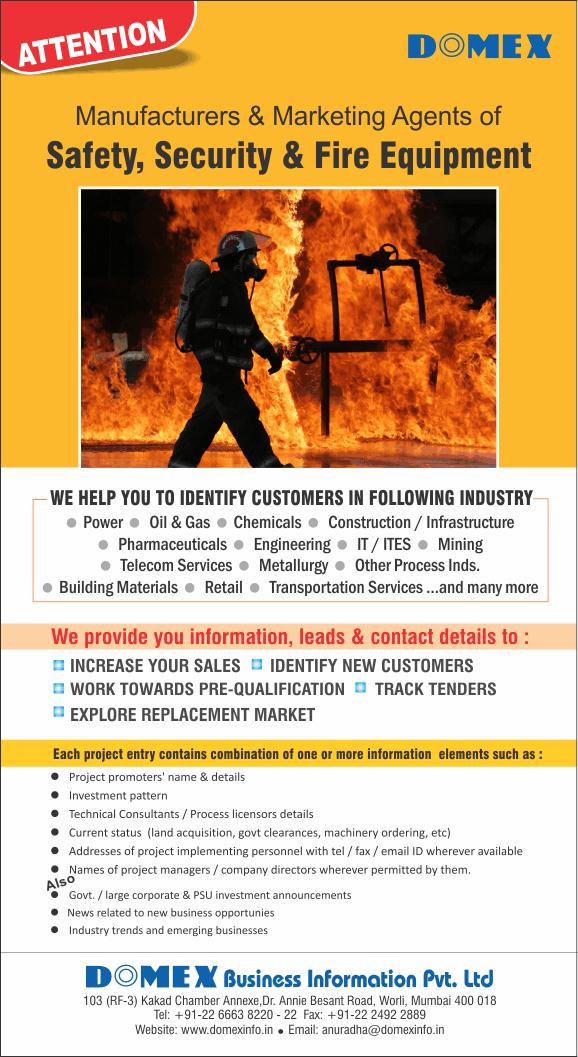 ATTENTION
DOMEX
Manufacturers & Marketing Agents of
Safety, Security & Fire Equipment
WE HELP YOU TO IDENTIFY CUSTOMERS IN FOLLOWING INDUSTRY
● Power ● Oil & Gas ● Chemicals ● Construction / Infrastructure
● Pharmaceuticals ● Engineering ● IT / ITES ● Mining
● Telecom Services ● Metallurgy ● Other Process Inds.
● Building Materials ● Retail ● Transportation Services ...and many more
We provide you information, leads & contact details to :
INCREASE YOUR SALES IDENTIFY NEW CUSTOMERS
WORK TOWARDS PRE-QUALIFICATION TRACK TENDERS
EXPLORE REPLACEMENT MARKET
Each project entry contains combination of one or more information elements such as :
● Project promoters' name & details
● Investment pattern
● Technical Consultants / Process licensors details
● Current status (land acquisition, govt clearances, machinery ordering, etc)
● Addresses of project implementing personnel with tel / fax / email ID wherever available
● Names of project managers / company directors wherever permitted by them.
Also
● Govt. / large corporate & PSU investment announcements
● News related to new business opportunies
● Industry trends and emerging businesses
DOMEX Business Information Pvt. Ltd
103 (RF-3) Kakad Chamber Annexe,Dr. Annie Besant Road, Worli, Mumbai 400 018
Tel: +91-22 6663 8220 - 22 Fax: +91-22 2492 2889
Website: www.domexinfo.in ● Email: anuradha@domexinfo.in